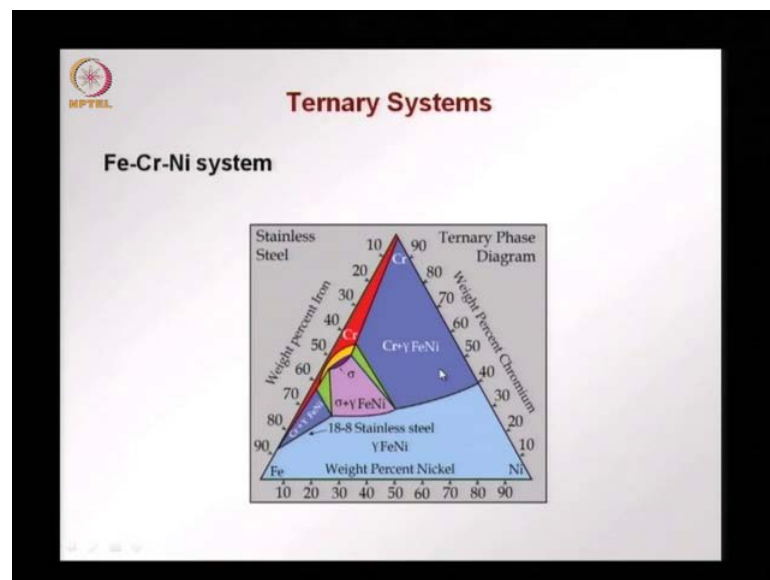 NPTEL
Ternary Systems
Fe-Cr-Ni system
Stainless
Steel
Ternary Phase
Diagram
Weight percent Iron
10
20
30
40
50
60
70
80
90
Weight Percent Chromium
90
80
70
60
50
40
30
20
10
Cr
Cr
Cr+γ FeNi
σ
σ+γ FeNi
Cr+γ FeNi
18-8 Stainless steel
γ FeNi
Fe
Weight Percent Nickel
Ni
10 20 30 40 50 60 70 80 90